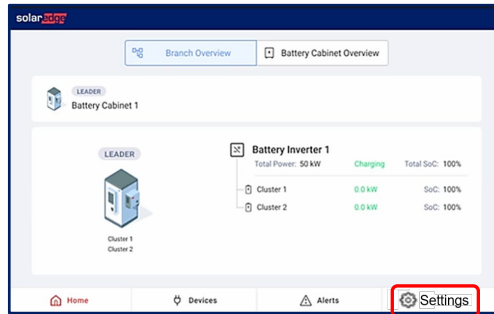 solaredge
Branch Overview Battery Cabinet Overview
LEADER
Battery Cabinet 1
LEADER
Cluster 1
Cluster 2
Battery Inverter 1
Total Power: 50 kW Charging Total SoC: 100%
Cluster 1 0.0 kW SoC: 100%
Cluster 2 0.0 kW SoC: 100%
Home Devices Alerts Settings